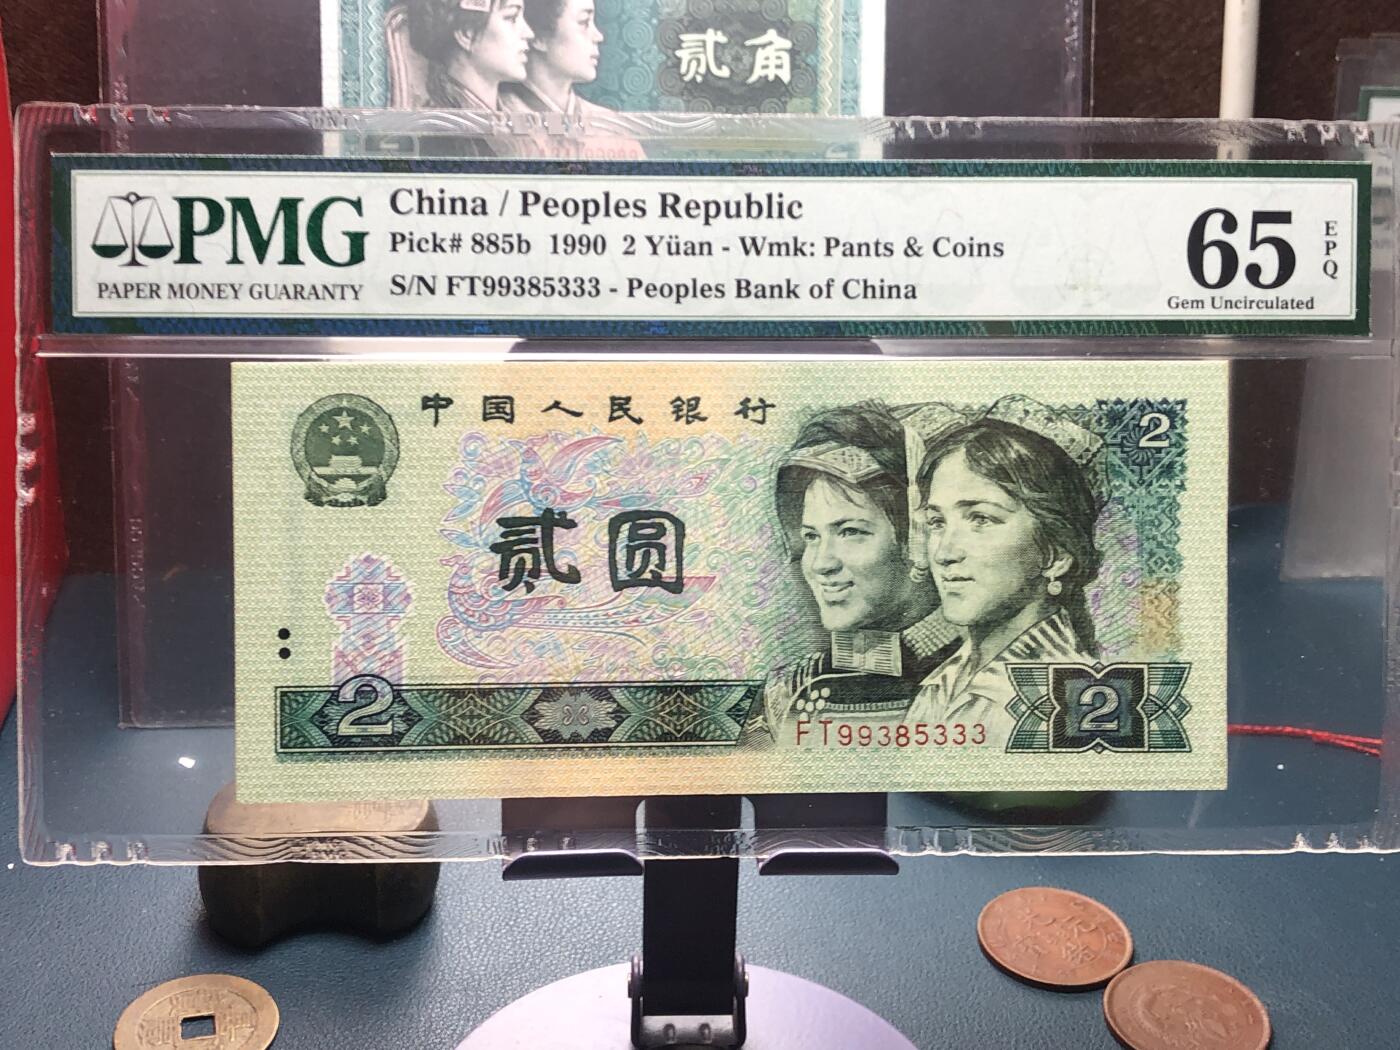 贰角
PMG
PAPER MONEY GUARANTY
China / Peoples Republic
Pick# 885b 1990 2 Yüan - Wmk: Pants & Coins
S/N FT99385333 - Peoples Bank of China
65
EPQ
Gem Uncirculated
中国人民银行
2
贰圆
2
FT99385333
2